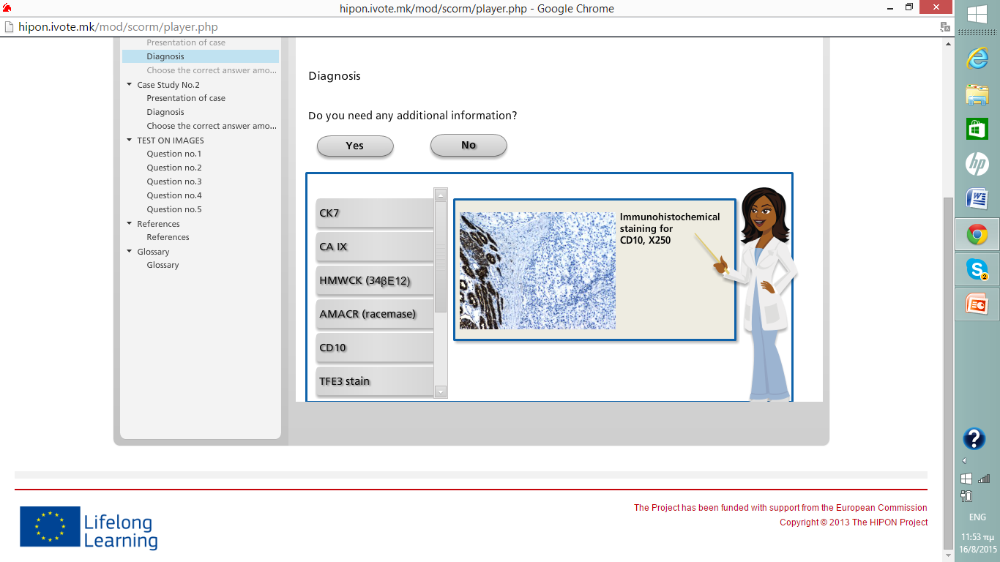 hipon.ivote.mk/mod/scorm/player.php - Google Chrome
hipon.ivote.mk/mod/scorm/player.php
Presentation of case
Diagnosis
Choose the correct answer amo...
Case Study No.2
Presentation of case
Diagnosis
Choose the correct answer amo...
TEST ON IMAGES
Question no.1
Question no.2
Question no.3
Question no.4
Question no.5
References
References
Glossary
Glossary
Diagnosis
Do you need any additional information?
Yes
No
CK7
CA IX
HMWCK (34βE12)
AMACR (racemase)
CD10
TFE3 stain
Immunohistochemical
staining for
CD10, X250
Lifelong
Learning
The Project has been funded with support from the European Commission
Copyright © 2013 The HIPON Project
hp
2
?
ENG
11:53 πμ
16/8/2015